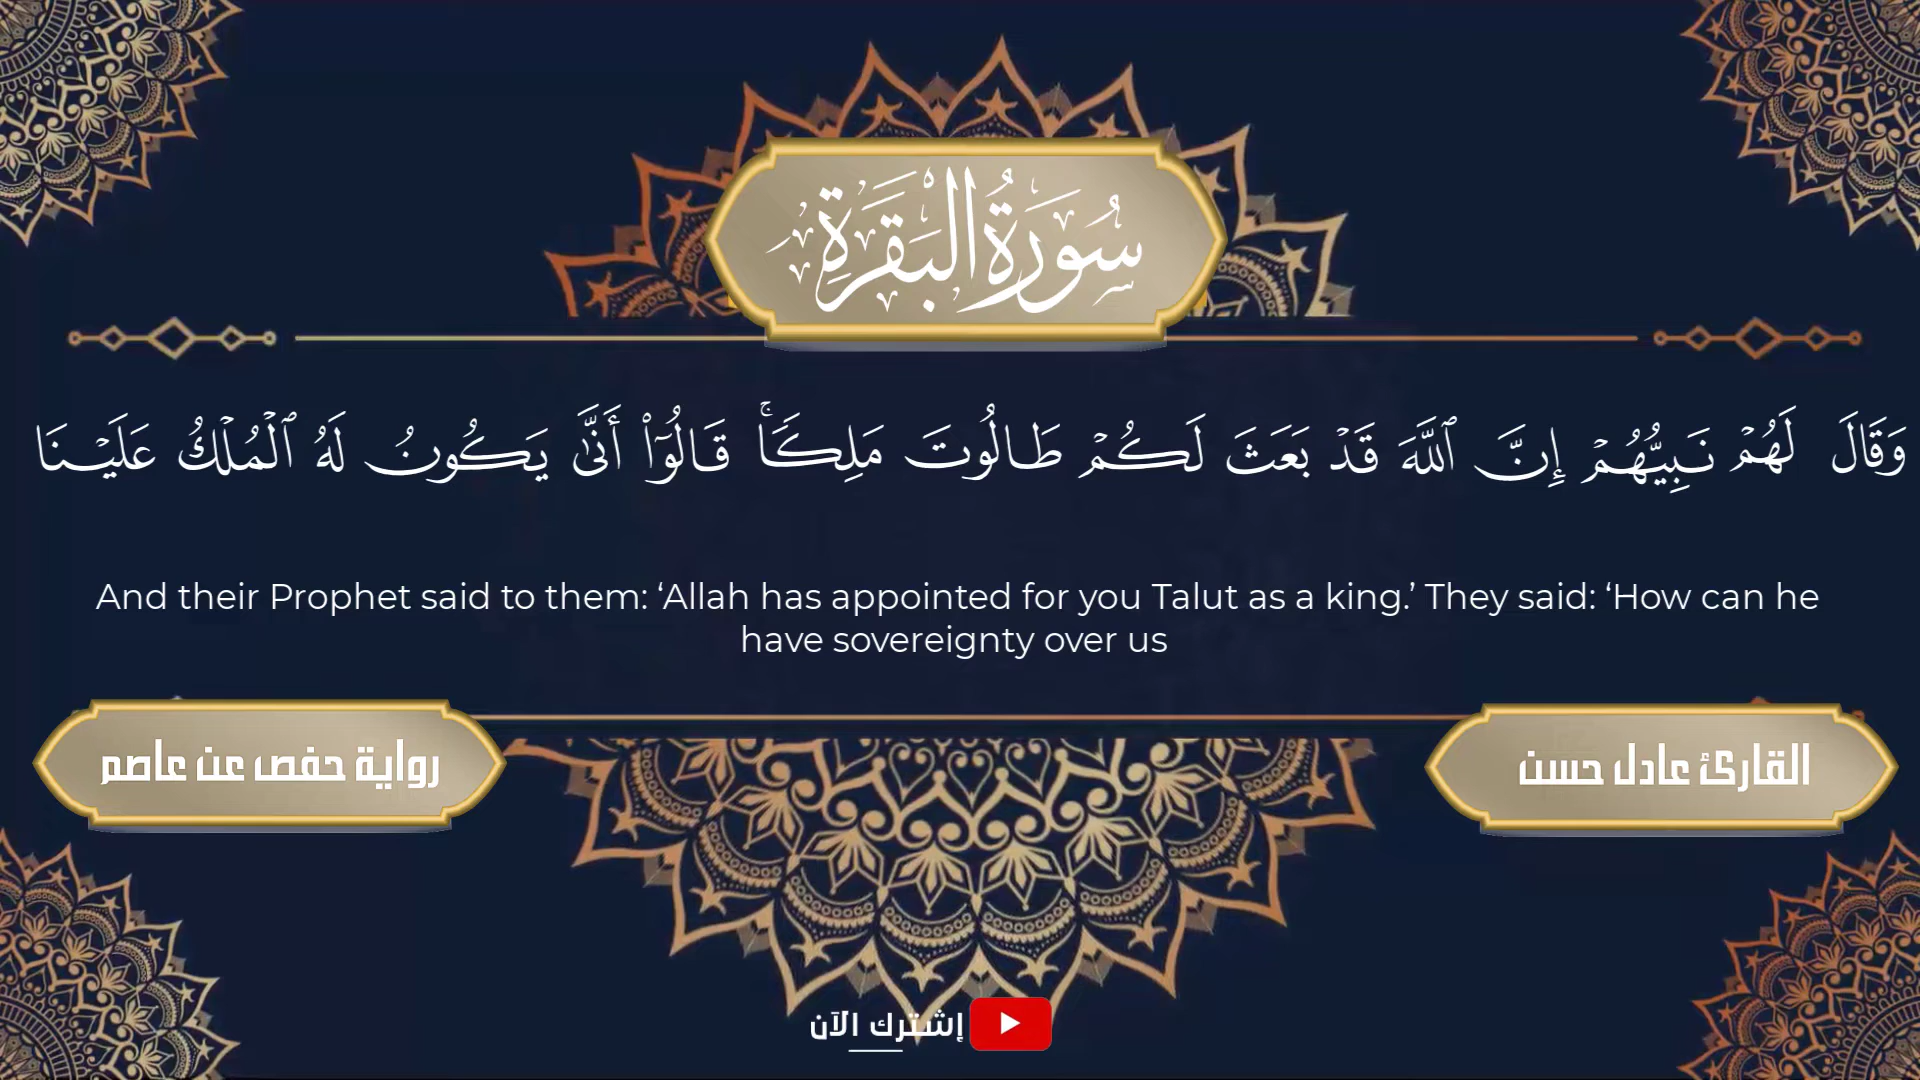 سُورَةُ البَقَرَةِ
وَقَالَ لَهُمْ نَبِيُّهُمْ إِنَّ ٱللَّهَ قَدْ بَعَثَ لَكُمْ طَالُوتَ مَلِكًاۚ قَالُوٓا۟ أَنَّىٰ يَكُونُ لَهُ ٱلْمُلْكُ عَلَيْنَا
And their Prophet said to them: ‘Allah has appointed for you Talut as a king.’ They said: ‘How can he
have sovereignty over us
القارئ عادل حسن
رواية حفص عن عاصم
إشترك الآن